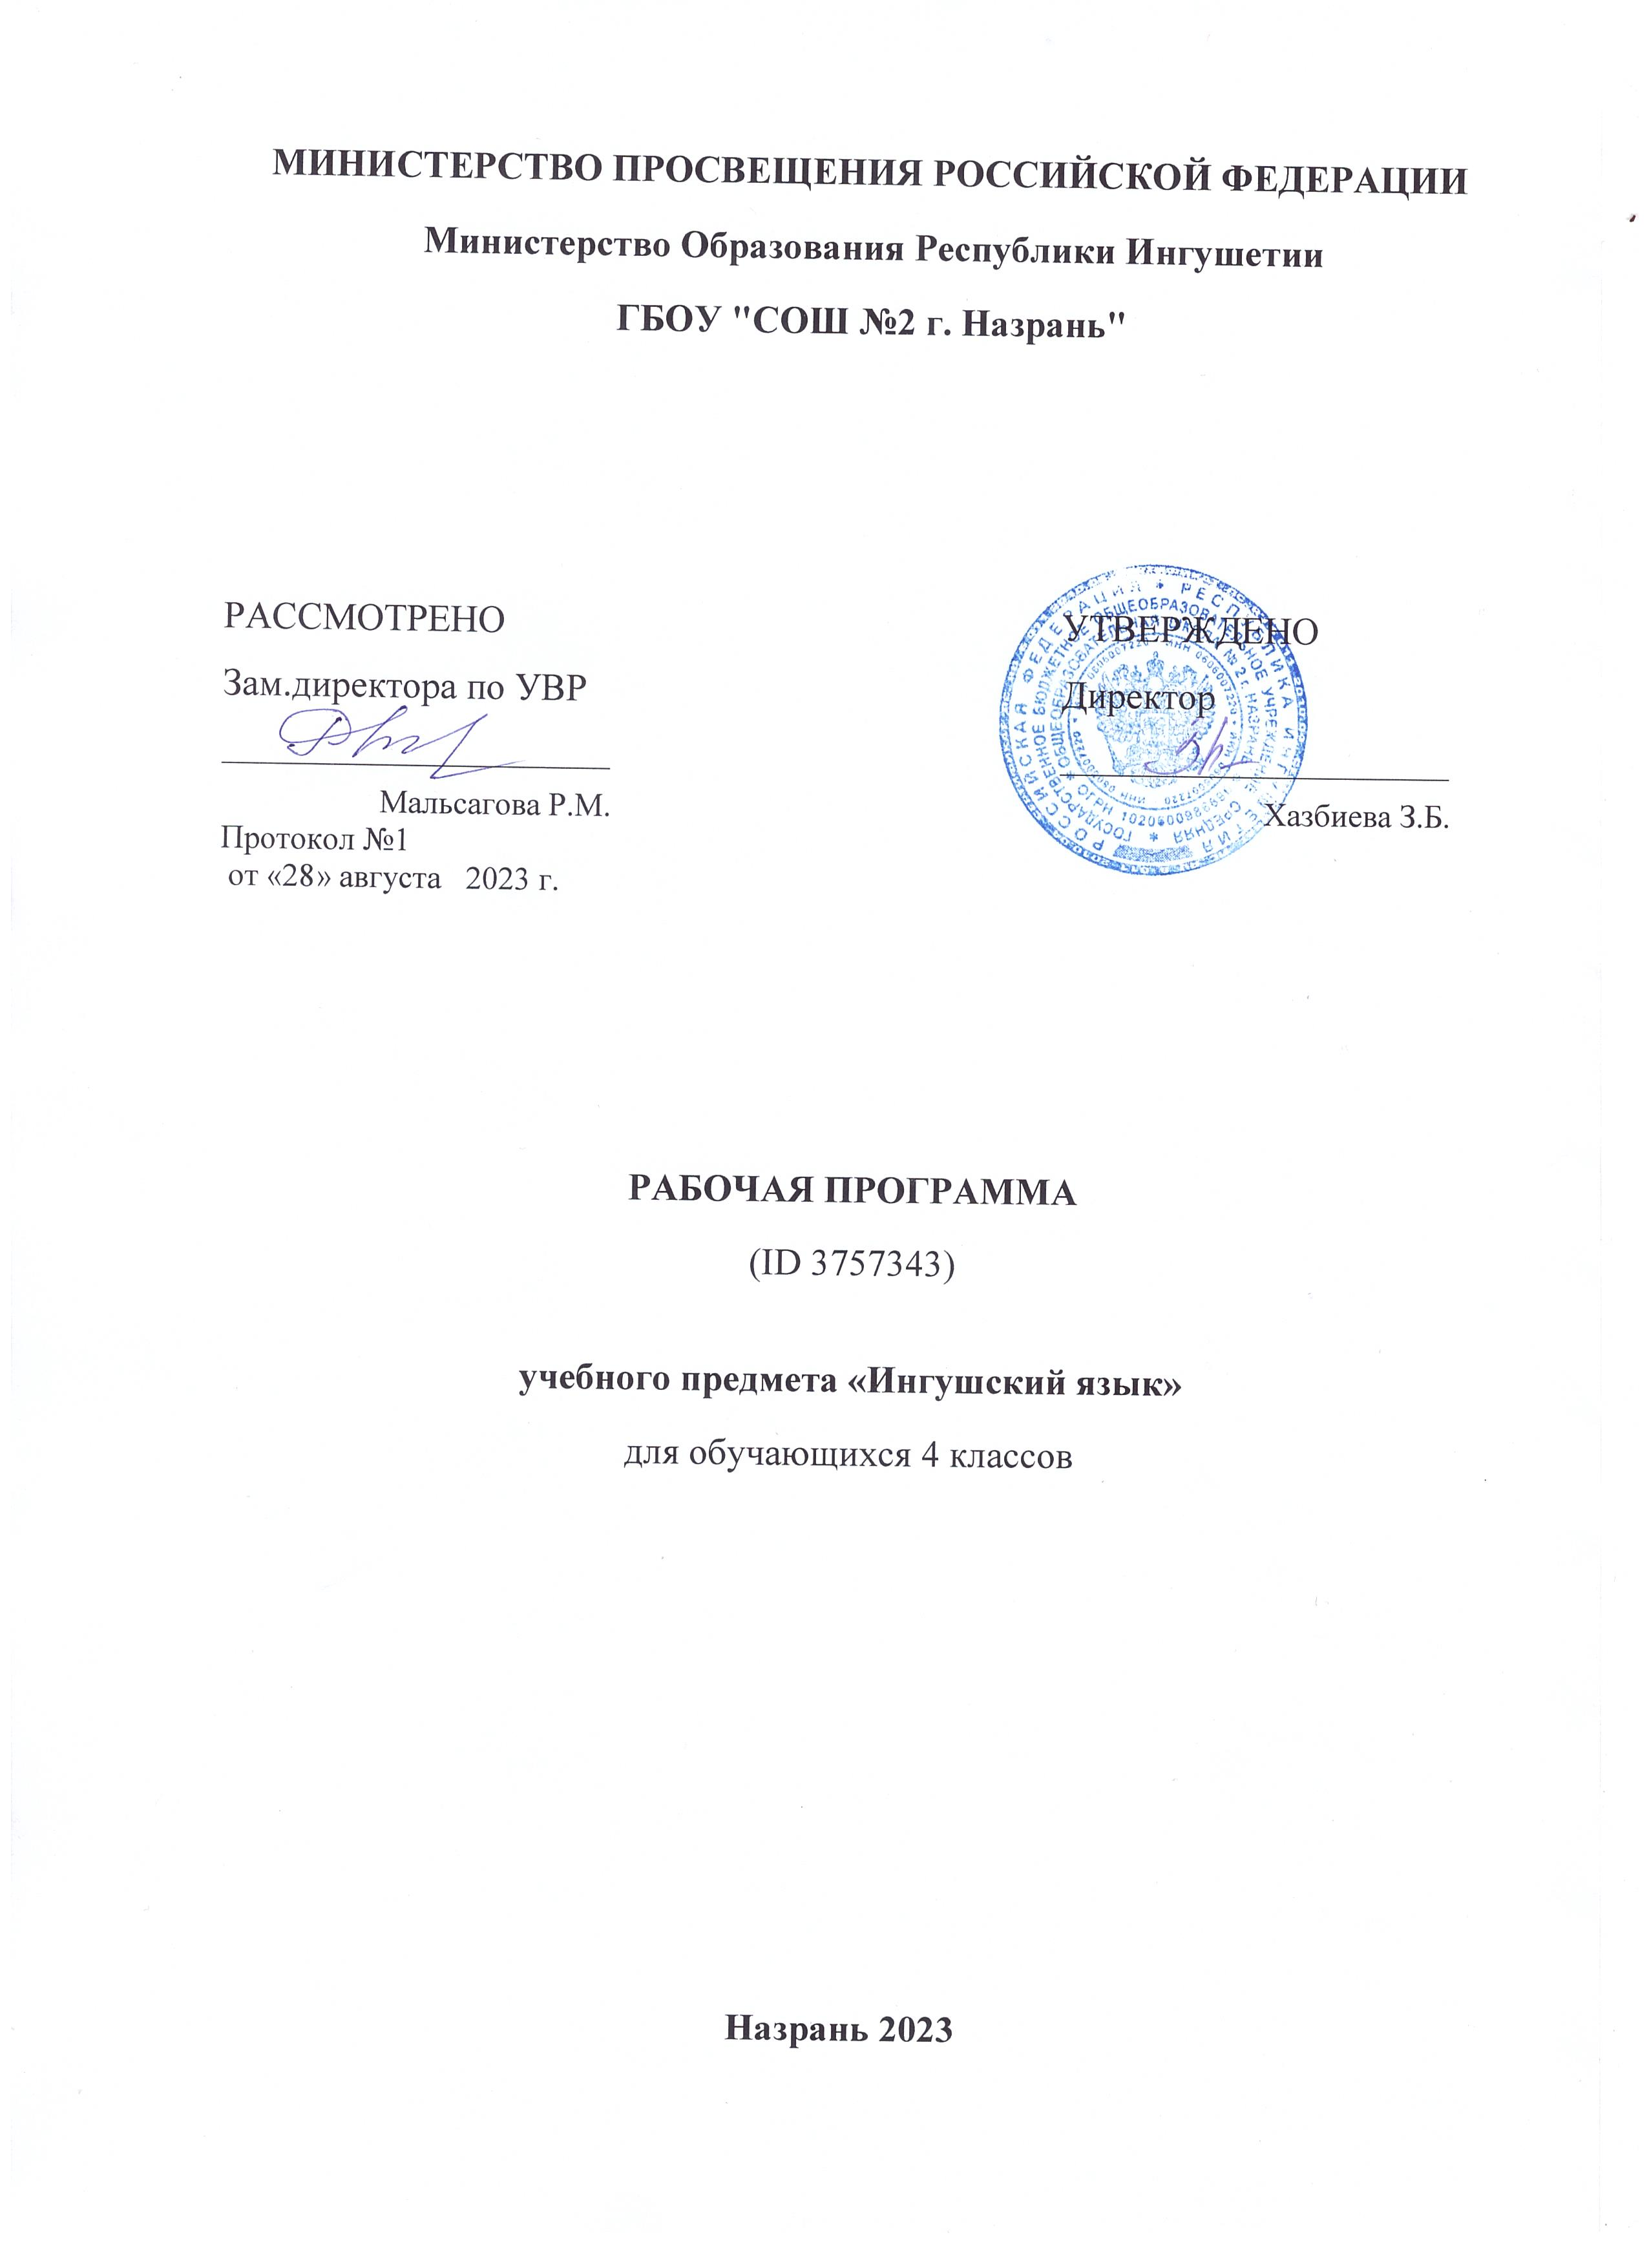 МИНИСТЕРСТВО ПРОСВЕЩЕНИЯ РОССИЙСКОЙ ФЕДЕРАЦИИ
Министерство Образования Республики Ингушетии
ГБОУ "СОШ №2 г. Назрань"
РАССМОТРЕНО
Зам.директора по УВР
Мальсагова Р.М.
Протокол №1
от «28» августа 2023 г.
УТВЕРЖДЕНО
Директор
Хазбиева З.Б.
РАБОЧАЯ ПРОГРАММА
(ID 3757343)
учебного предмета «Ингушский язык»
для обучающихся 4 классов
Назрань 2023